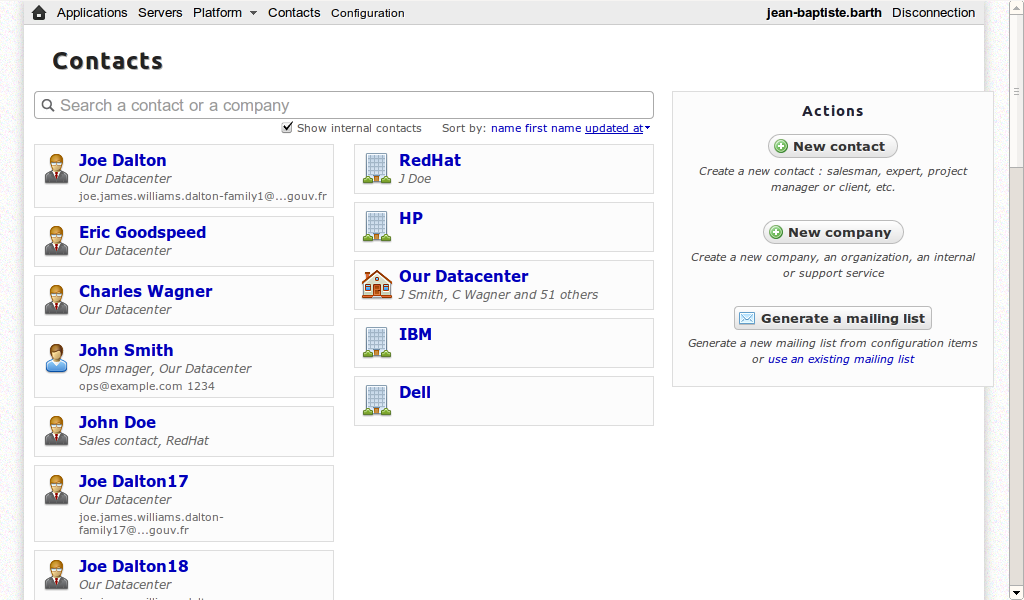 Applications Servers Platform Contacts Configuration jean-baptiste.barth Disconnection
Contacts
Search a contact or a company
Show internal contacts Sort by: name first name updated at
Joe Dalton
Our Datacenter
joe.james.williams.dalton-family1@...gouv.fr
Eric Goodspeed
Our Datacenter
Charles Wagner
Our Datacenter
John Smith
Ops mnager, Our Datacenter
ops@example.com 1234
John Doe
Sales contact, RedHat
Joe Dalton17
Our Datacenter
joe.james.williams.dalton-
family17@...gouv.fr
Joe Dalton18
Our Datacenter
RedHat
J Doe
HP
Our Datacenter
J Smith, C Wagner and 51 others
IBM
Dell
Actions
New contact
Create a new contact : salesman, expert, project
manager or client, etc.
New company
Create a new company, an organization, an internal
or support service
Generate a mailing list
Generate a new mailing list from configuration items
or use an existing mailing list